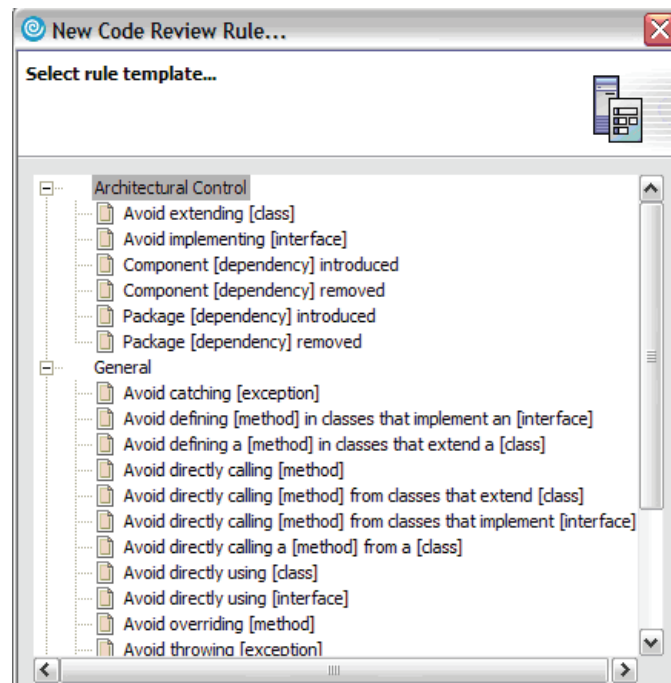 New Code Review Rule...
Select rule template...
Architectural Control
Avoid extending [class]
Avoid implementing [interface]
Component [dependency] introduced
Component [dependency] removed
Package [dependency] introduced
Package [dependency] removed
General
Avoid catching [exception]
Avoid defining [method] in classes that implement an [interface]
Avoid defining a [method] in classes that extend a [class]
Avoid directly calling [method]
Avoid directly calling [method] from classes that extend [class]
Avoid directly calling [method] from classes that implement [interface]
Avoid directly calling a [method] from a [class]
Avoid directly using [class]
Avoid directly using [interface]
Avoid overriding [method]
Avoid throwing [exception]